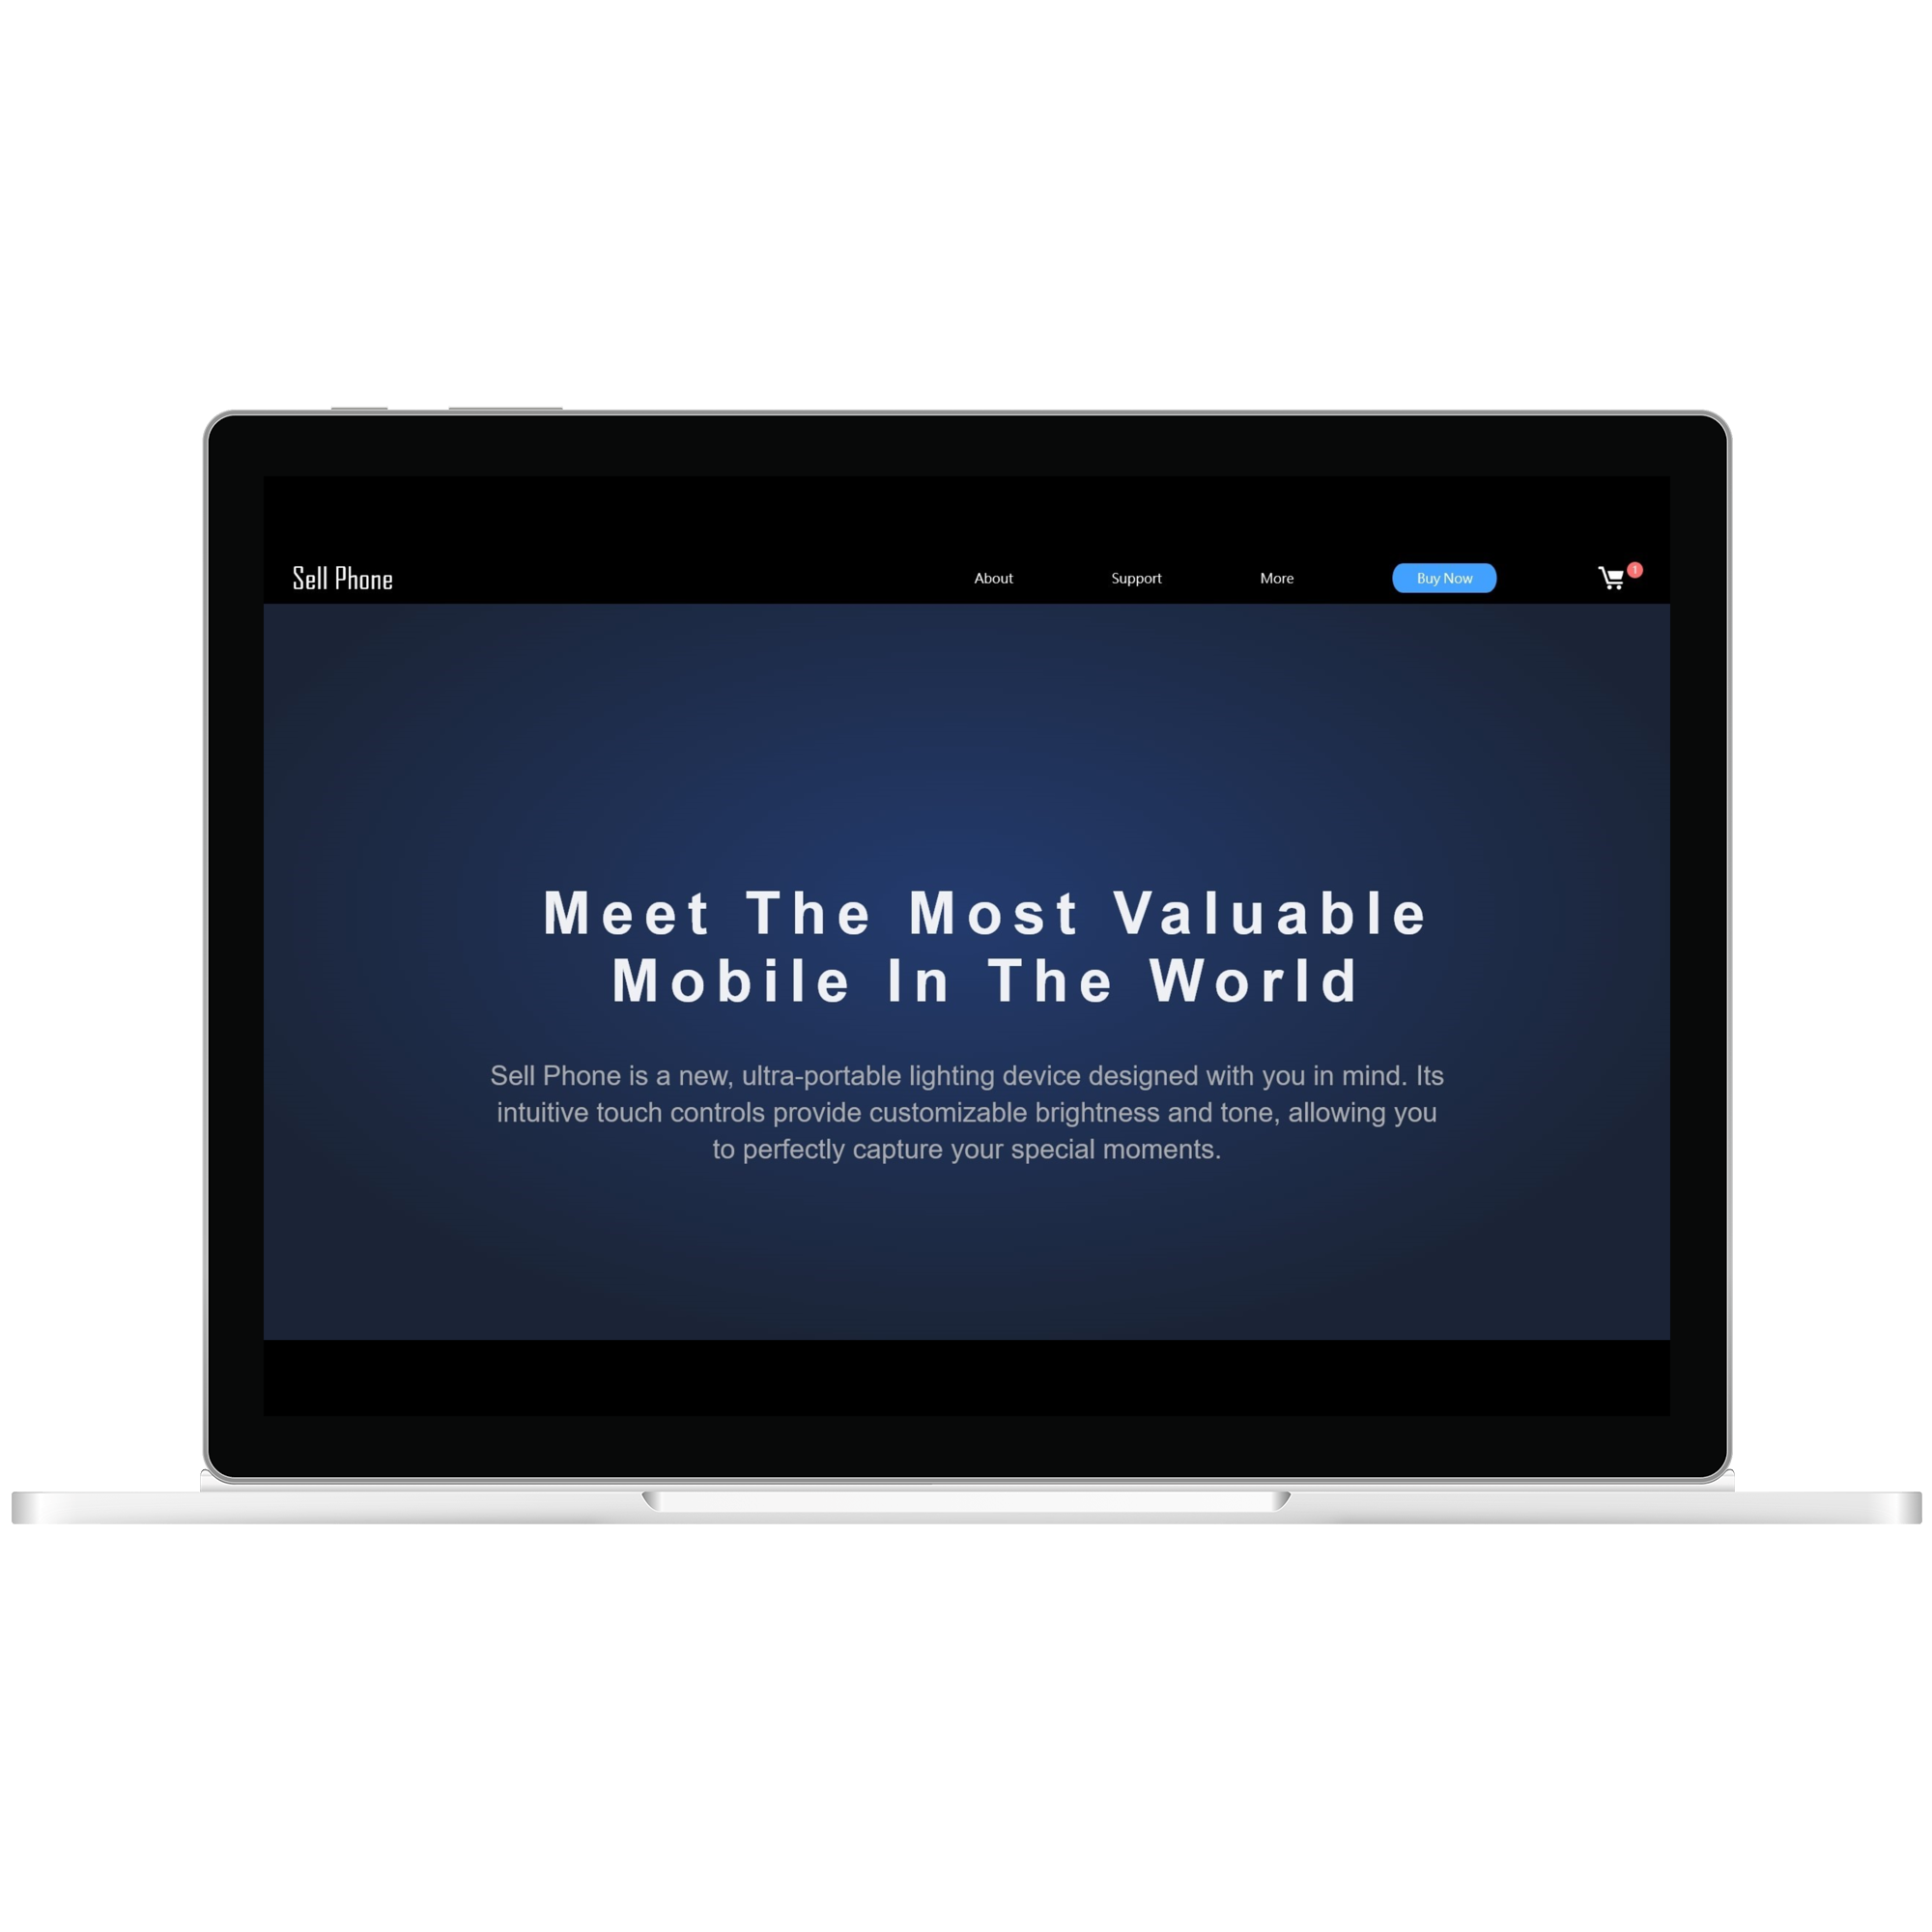 Sell Phone
About
Support
More
Buy Now
1
Meet The Most Valuable
Mobile In The World
Sell Phone is a new, ultra-portable lighting device designed with you in mind. Its
intuitive touch controls provide customizable brightness and tone, allowing you
to perfectly capture your special moments.